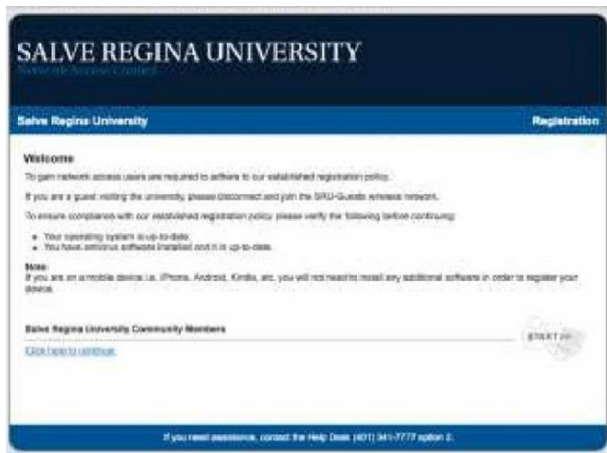 SALVE REGINA UNIVERSITY
Network Access Control
Salve Regina University Registration
Welcome
To gain network access users are required to adhere to our established registration policy.
If you are a guest visiting the university, please disconnect and join the SRU-Guests wireless network.
To ensure compliance with our established registration policy please verify the following before continuing:
Your operating system is up-to-date.
You have antivirus software installed and it is up-to-date.
Note:
If you are on a mobile device i.e. iPhone, Android, Kindle, etc. you will not need to install any additional software in order to register your
device.
Salve Regina University Community Members
START >>
Click here to continue.
If you need assistance, contact the Help Desk (401) 341-7777 option 2.